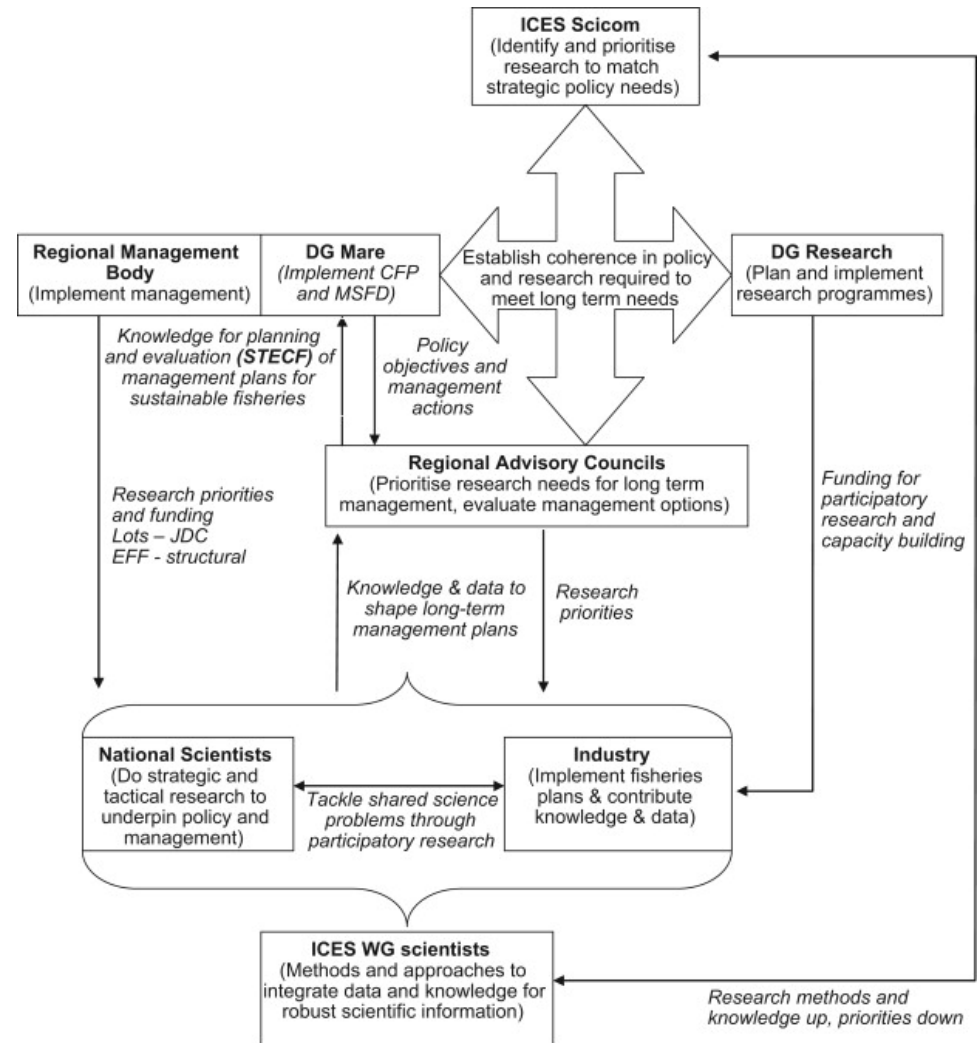 ICES Scicom
(Identify and prioritise
research to match
strategic policy needs)
Regional Management
Body
(Implement management)
DG Mare
(Implement CFP
and MSFD)
Establish coherence in policy
and research required to
meet long term needs
DG Research
(Plan and implement
research programmes)
Knowledge for planning
and evaluation (STECF) of
management plans for
sustainable fisheries
Policy
objectives and
management
actions
Regional Advisory Councils
(Prioritise research needs for long term
management, evaluate management options)
Research priorities
and funding
Lots – JDC
EFF - structural
Funding for
participatory
research and
capacity building
Knowledge & data to
shape long-term
management plans
Research
priorities
National Scientists
(Do strategic and
tactical research to
underpin policy and
management)
Tackle shared science
problems through
participatory research
Industry
(Implement fisheries
plans & contribute
knowledge & data)
ICES WG scientists
(Methods and approaches to
integrate data and knowledge for
robust scientific information)
Research methods and
knowledge up, priorities down